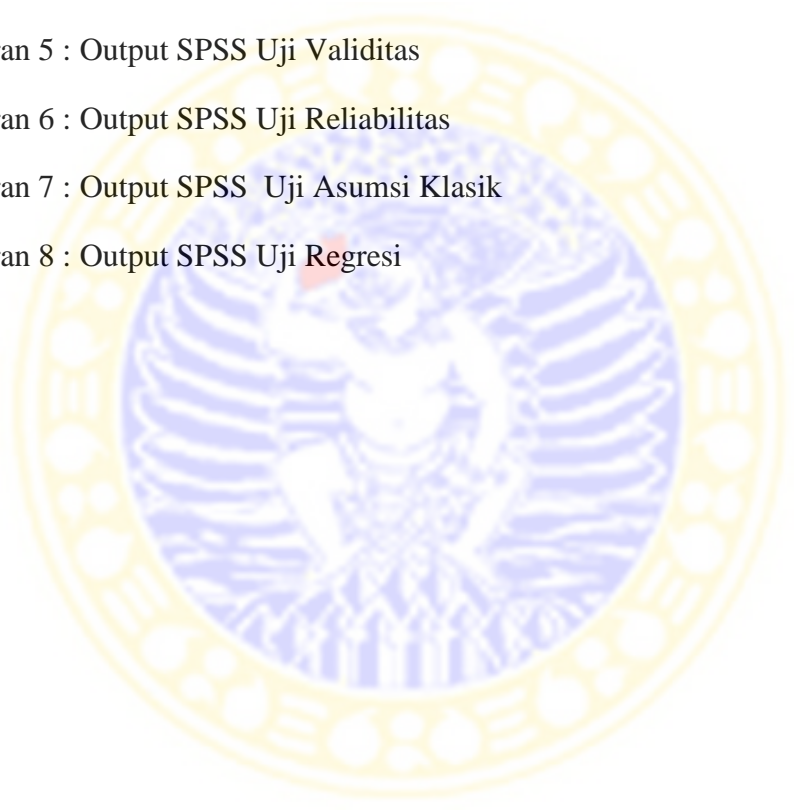 an 5 : Output SPSS Uji Validitas
an 6 : Output SPSS Uji Reliabilitas
an 7 : Output SPSS Uji Asumsi Klasik
an 8 : Output SPSS Uji Regresi